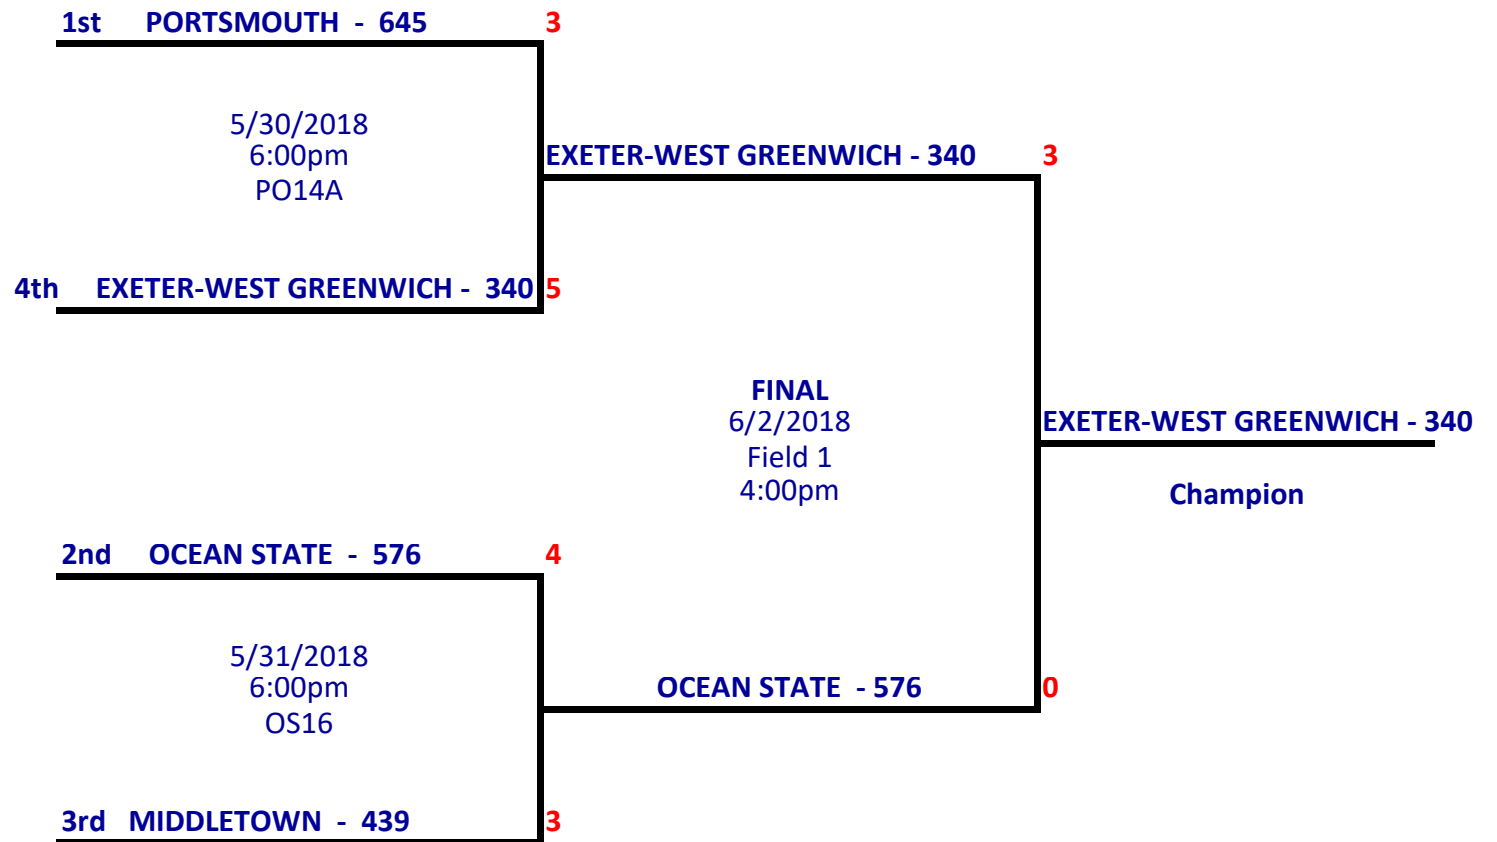 1st PORTSMOUTH - 645 3
5/30/2018
6:00pm
PO14A
EXETER-WEST GREENWICH - 340 3
4th EXETER-WEST GREENWICH - 340 5
FINAL
6/2/2018
Field 1
4:00pm
EXETER-WEST GREENWICH - 340
Champion
2nd OCEAN STATE - 576 4
5/31/2018
6:00pm
OS16
OCEAN STATE - 576 0
3rd MIDDLETOWN - 439 3